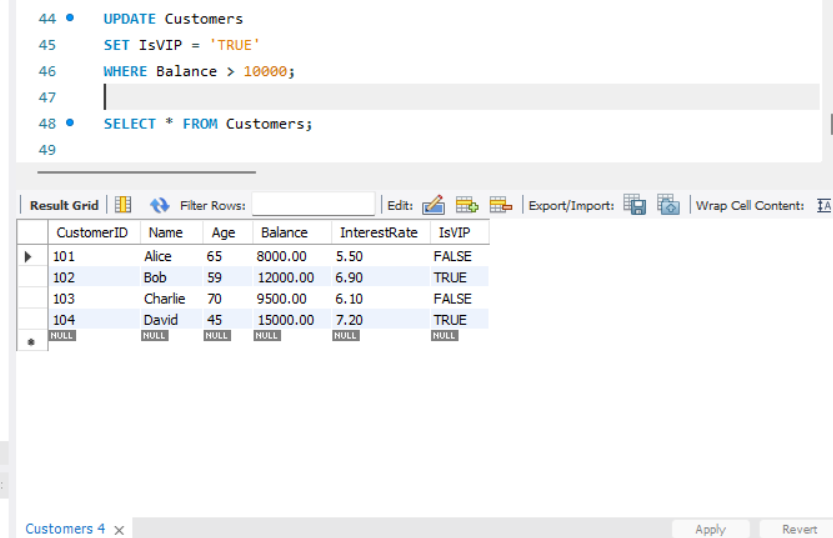 44 UPDATE Customers
45 SET IsVIP = 'TRUE'
46 WHERE Balance > 10000;
47
48 SELECT * FROM Customers;
49
Result Grid Filter Rows: Edit: Export/Import: Wrap Cell Content: IA
CustomerID Name Age Balance InterestRate IsVIP
101 Alice 65 8000.00 5.50 FALSE
102 Bob 59 12000.00 6.90 TRUE
103 Charlie 70 9500.00 6.10 FALSE
104 David 45 15000.00 7.20 TRUE
NULL NULL NULL NULL NULL NULL
Customers 4 × Apply Revert